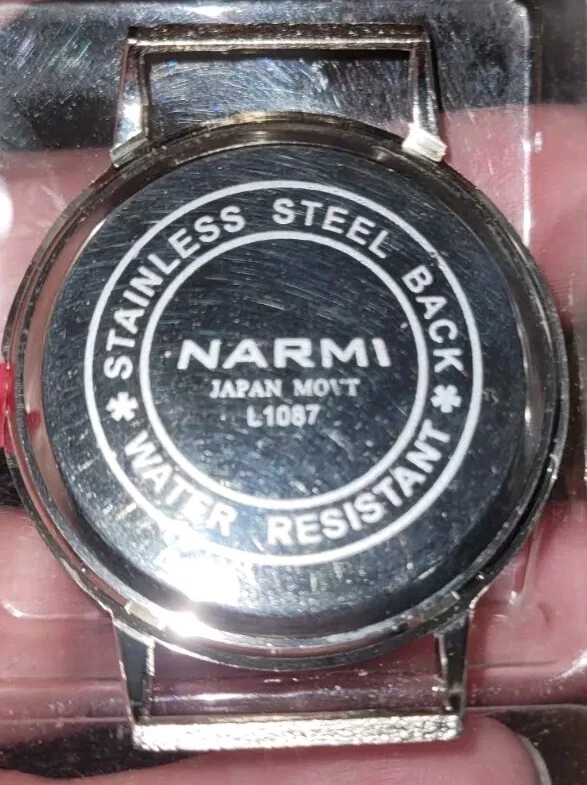 STAINLESS STEEL BACK
NARMI
JAPAN MOVT
L1087
* WATER RESISTANT *